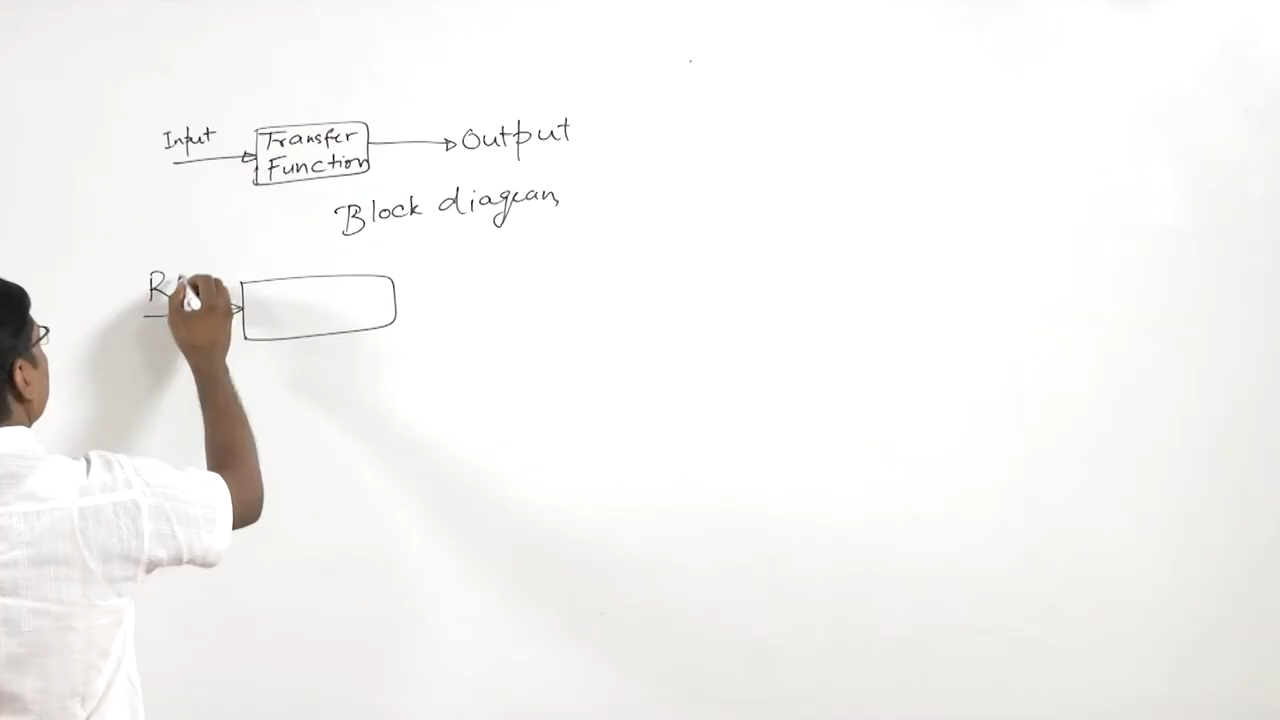 Input
Transfer
Function
Output
Block diagram
R